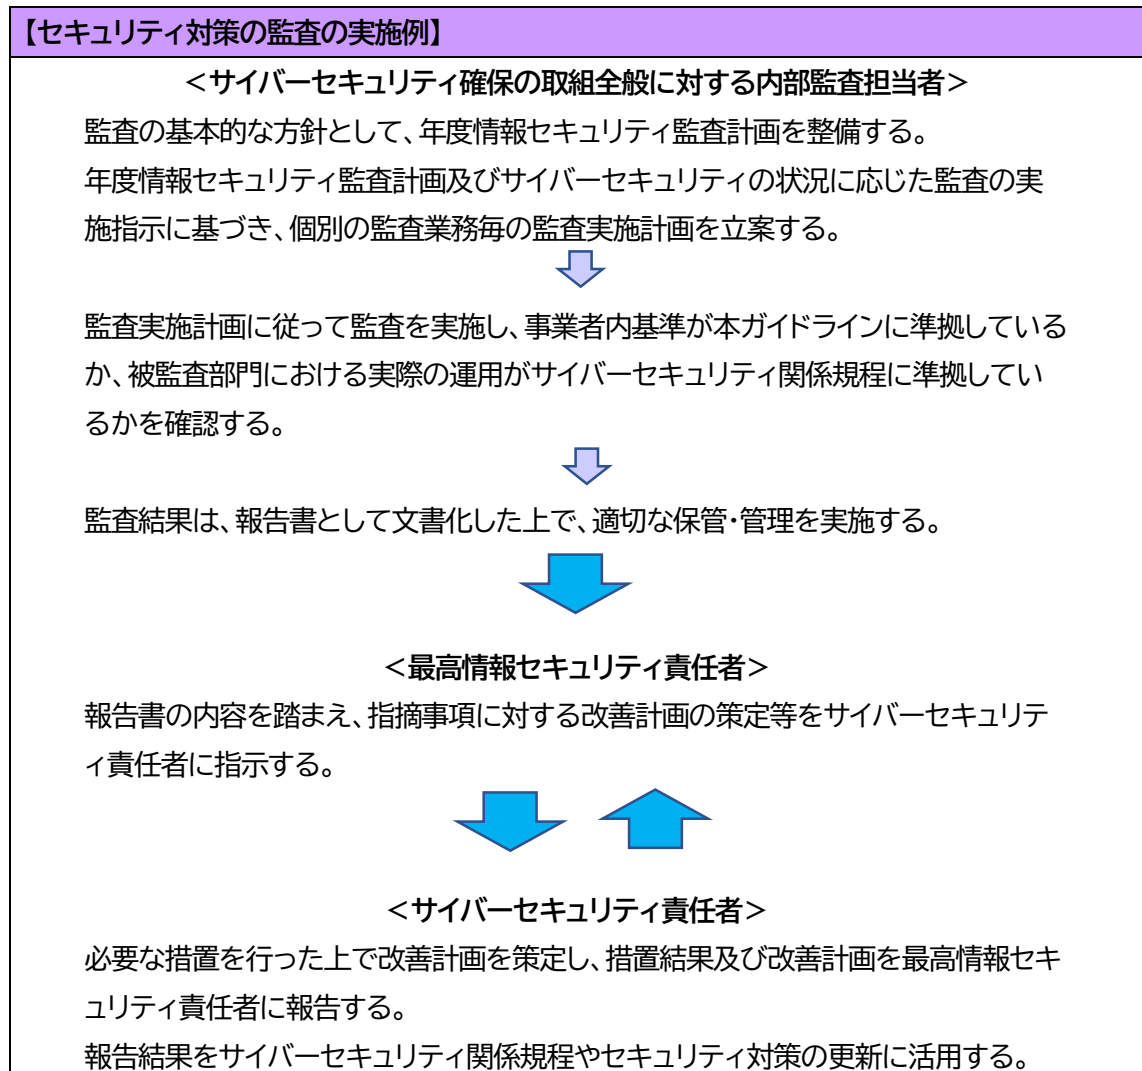 【セキュリティ対策の監査の実施例】
＜サイバーセキュリティ確保の取組全般に対する内部監査担当者＞
監査の基本的な方針として、年度情報セキュリティ監査計画を整備する。
年度情報セキュリティ監査計画及びサイバーセキュリティの状況に応じた監査の実
施指示に基づき、個別の監査業務毎の監査実施計画を立案する。
監査実施計画に従って監査を実施し、事業者内基準が本ガイドラインに準拠している
か、被監査部門における実際の運用がサイバーセキュリティ関係規程に準拠してい
るかを確認する。
監査結果は、報告書として文書化した上で、適切な保管・管理を実施する。
＜最高情報セキュリティ責任者＞
報告書の内容を踏まえ、指摘事項に対する改善計画の策定等をサイバーセキュリテ
ィ責任者に指示する。
＜サイバーセキュリティ責任者＞
必要な措置を行った上で改善計画を策定し、措置結果及び改善計画を最高情報セキ
ュリティ責任者に報告する。
報告結果をサイバーセキュリティ関係規程やセキュリティ対策の更新に活用する。